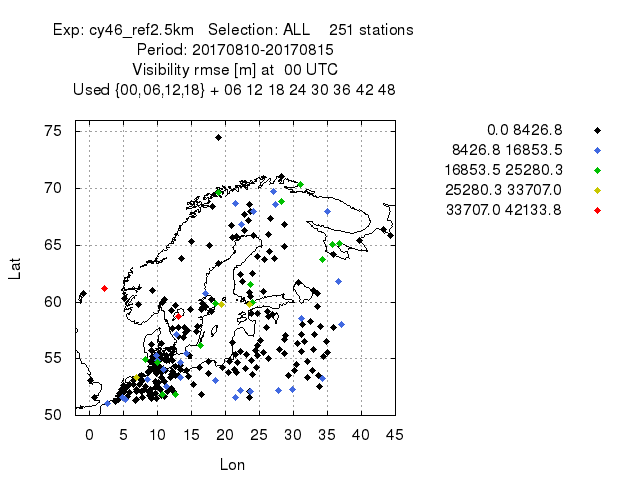 Exp: cy46_ref2.5km Selection: ALL 251 stations
Period: 20170810-20170815
Visibility rmse [m] at 00 UTC
Used {00,06,12,18} + 06 12 18 24 30 36 42 48
0.0 8426.8
8426.8 16853.5
16853.5 25280.3
25280.3 33707.0
33707.0 42133.8
75
70
65
60
55
50
Lat
0 5 10 15 20 25 30 35 40 45
Lon